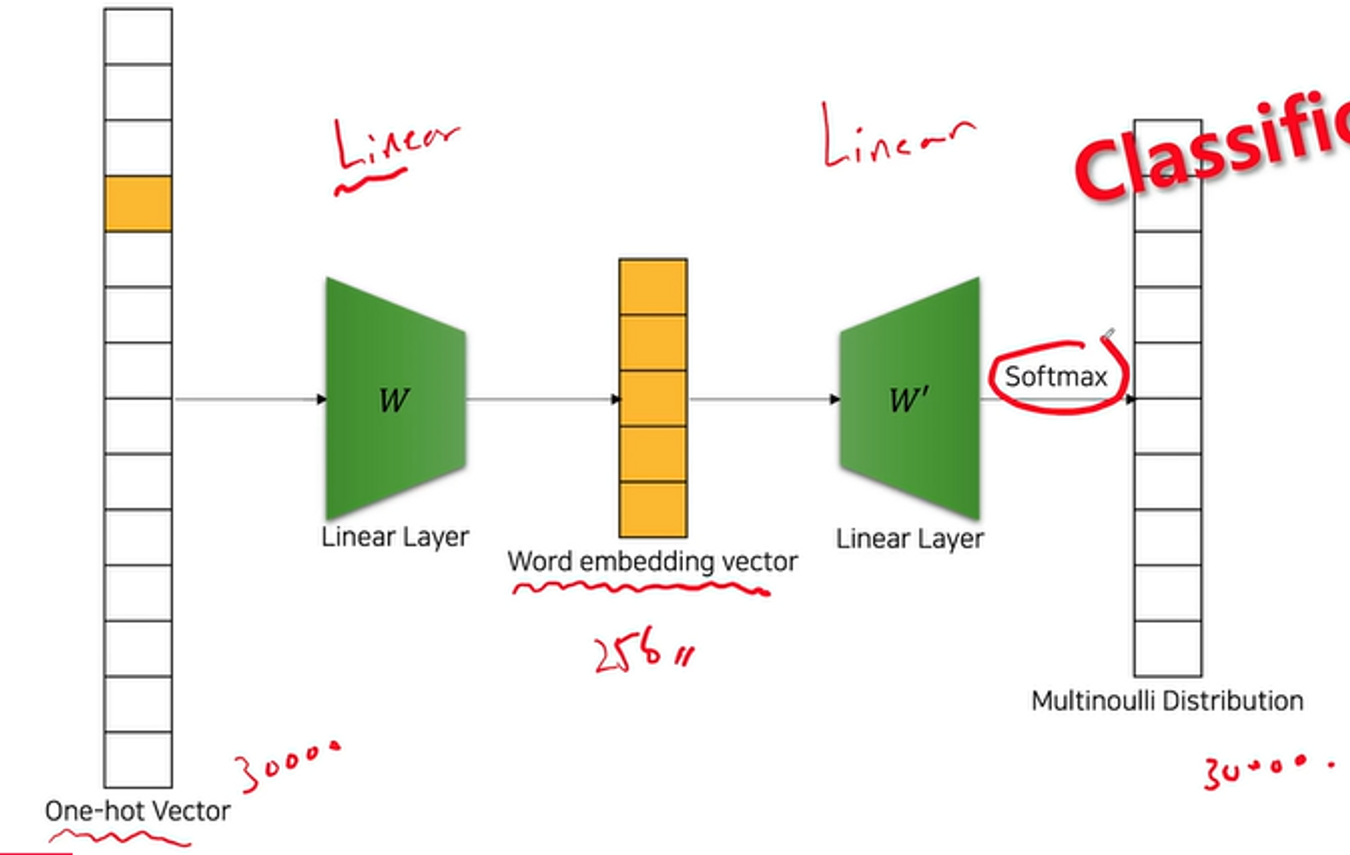 Linear
Linear
Classific
Softmax
W
W′
Linear Layer
Linear Layer
Word embedding vector
256
Multinoulli Distribution
30000
30000.
One-hot Vector